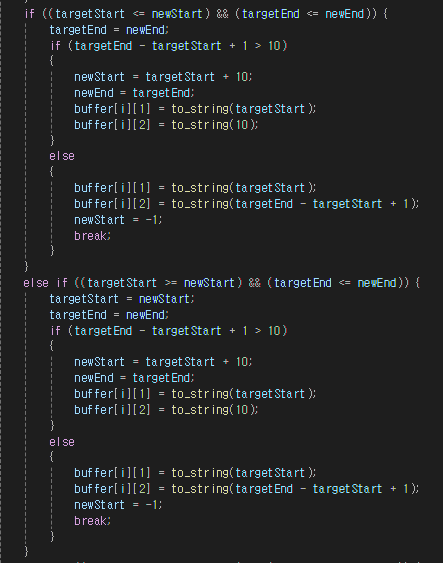 if ((targetStart <= newStart) && (targetEnd <= newEnd)) {
targetEnd = newEnd;
if (targetEnd - targetStart + 1 > 10)
{
newStart = targetStart + 10;
newEnd = targetEnd;
buffer[i][1] = to_string(targetStart);
buffer[i][2] = to_string(10);
}
else
{
buffer[i][1] = to_string(targetStart);
buffer[i][2] = to_string(targetEnd - targetStart + 1);
newStart = -1;
break;
}
}
else if ((targetStart >= newStart) && (targetEnd <= newEnd)) {
targetStart = newStart;
targetEnd = newEnd;
if (targetEnd - targetStart + 1 > 10)
{
newStart = targetStart + 10;
newEnd = targetEnd;
buffer[i][1] = to_string(targetStart);
buffer[i][2] = to_string(10);
}
else
{
buffer[i][1] = to_string(targetStart);
buffer[i][2] = to_string(targetEnd - targetStart + 1);
newStart = -1;
break;
}
}